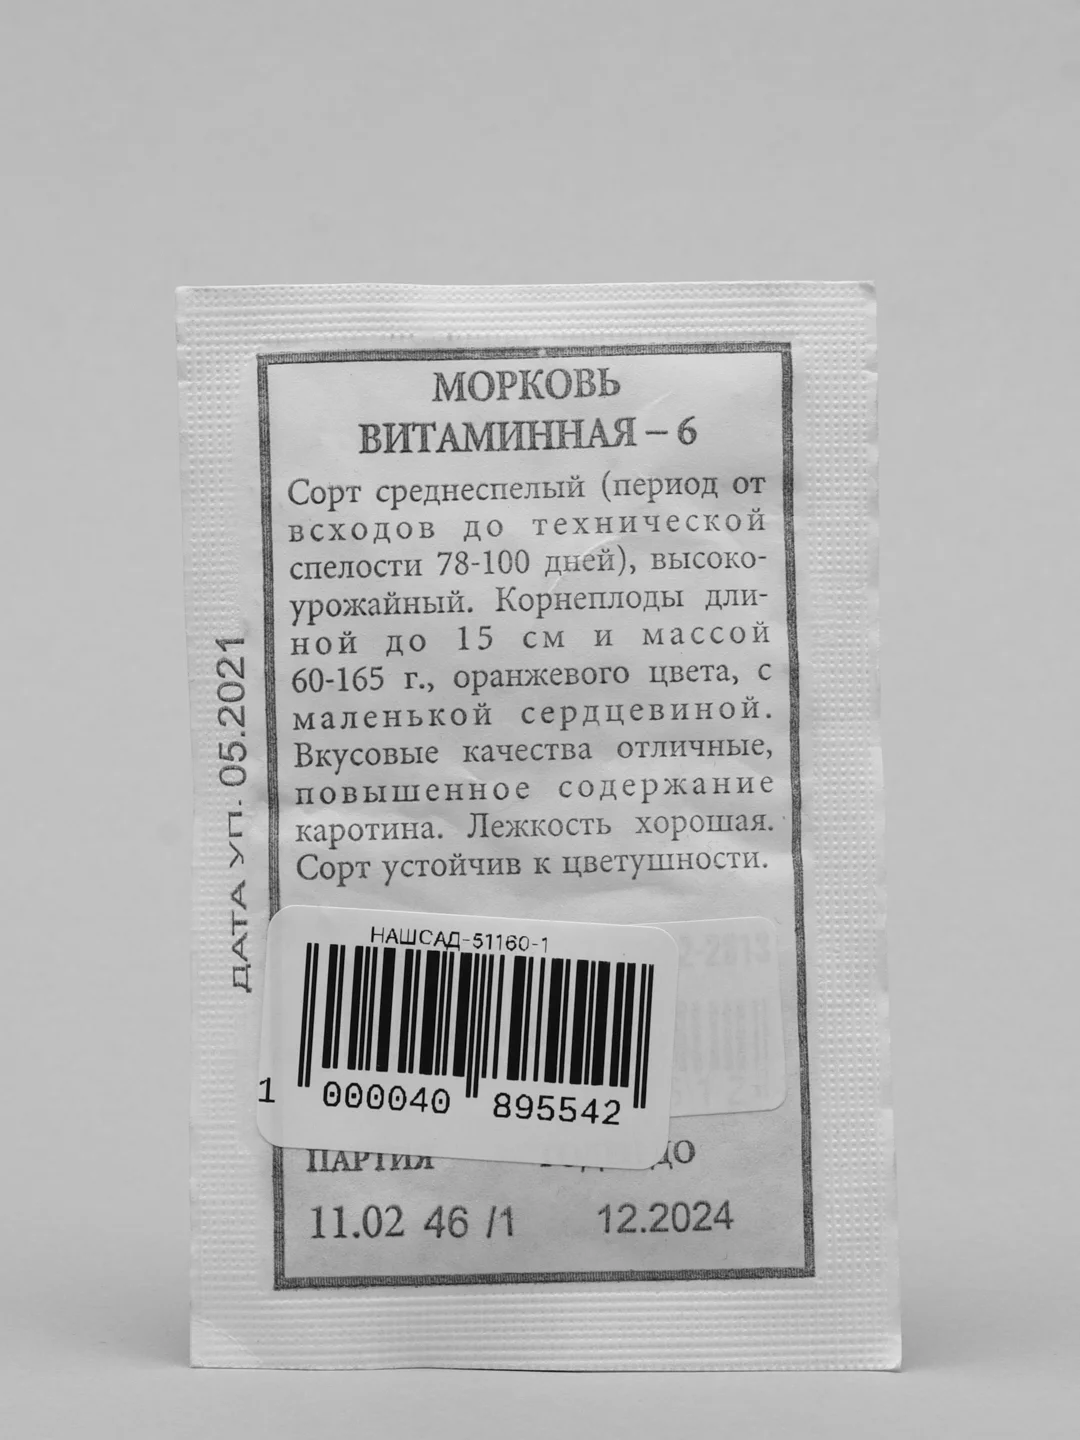 МОРКОВЬ
ВИТАМИННАЯ – 6
Сорт среднеспелый (период от
всходов до технической
спелости 78-100 дней), высоко-
урожайный. Корнеплоды дли-
ной до 15 см и массой
60-165 г., оранжевого цвета, с
маленькой сердцевиной.
Вкусовые качества отличные,
повышенное содержание
каротина. Лежкость хорошая.
Сорт устойчив к цветушности.
ДАТА УП. 05.2021
НАШСАД-51160-1
1 000040 895542
ПАРТИЯ ДО
11.02 46 /1 12.2024